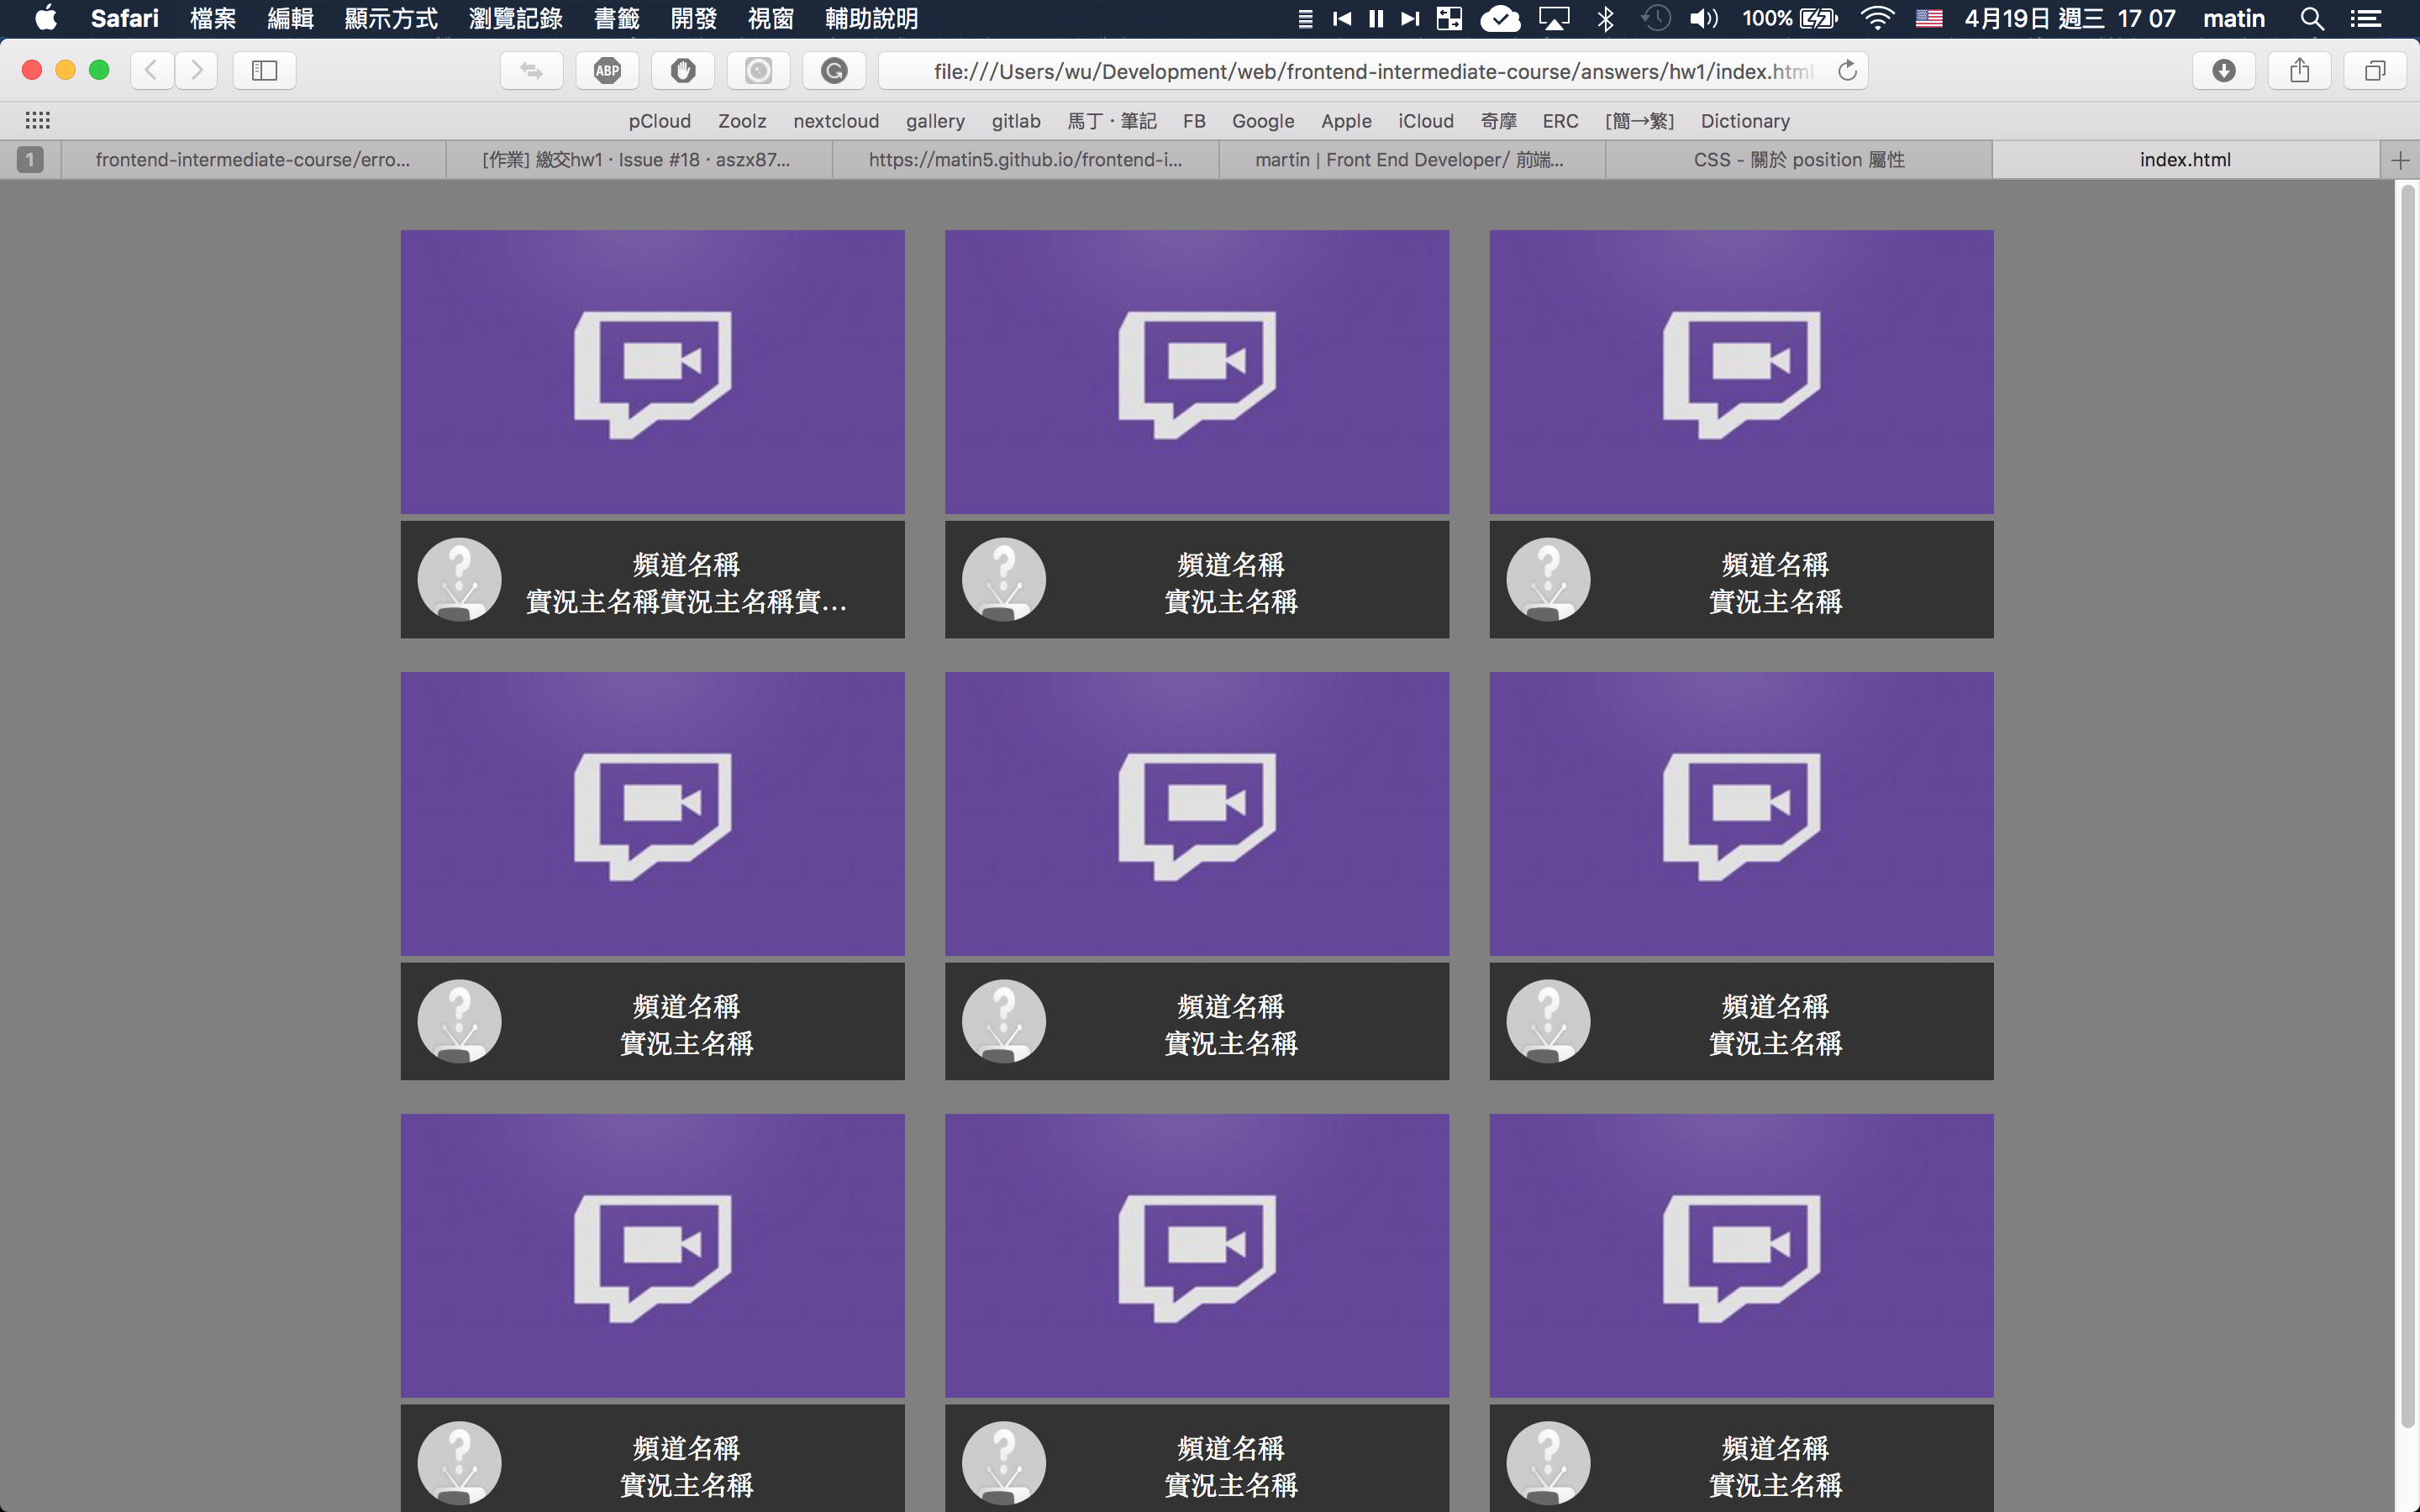 Safari 檔案 編輯 顯示方式 瀏覽記錄 書籤 開發 視窗 輔助說明 100% 4月19日 週三 17 07 matin
ABP file:///Users/wu/Development/web/frontend-intermediate-course/answers/hw1/index.html
pCloud Zoolz nextcloud gallery gitlab 馬丁・筆記 FB Google Apple iCloud 奇摩 ERC [簡→繁] Dictionary
1 frontend-intermediate-course/erro... [作業] 繳交hw1 · Issue #18 · aszx87... https://matin5.github.io/frontend-i... martin | Front End Developer/ 前端... CSS - 關於 position 屬性 index.html
頻道名稱 頻道名稱 頻道名稱
實況主名稱實況主名稱實... 實況主名稱 實況主名稱
頻道名稱 頻道名稱 頻道名稱
實況主名稱 實況主名稱 實況主名稱
頻道名稱 頻道名稱 頻道名稱
實況主名稱 實況主名稱 實況主名稱